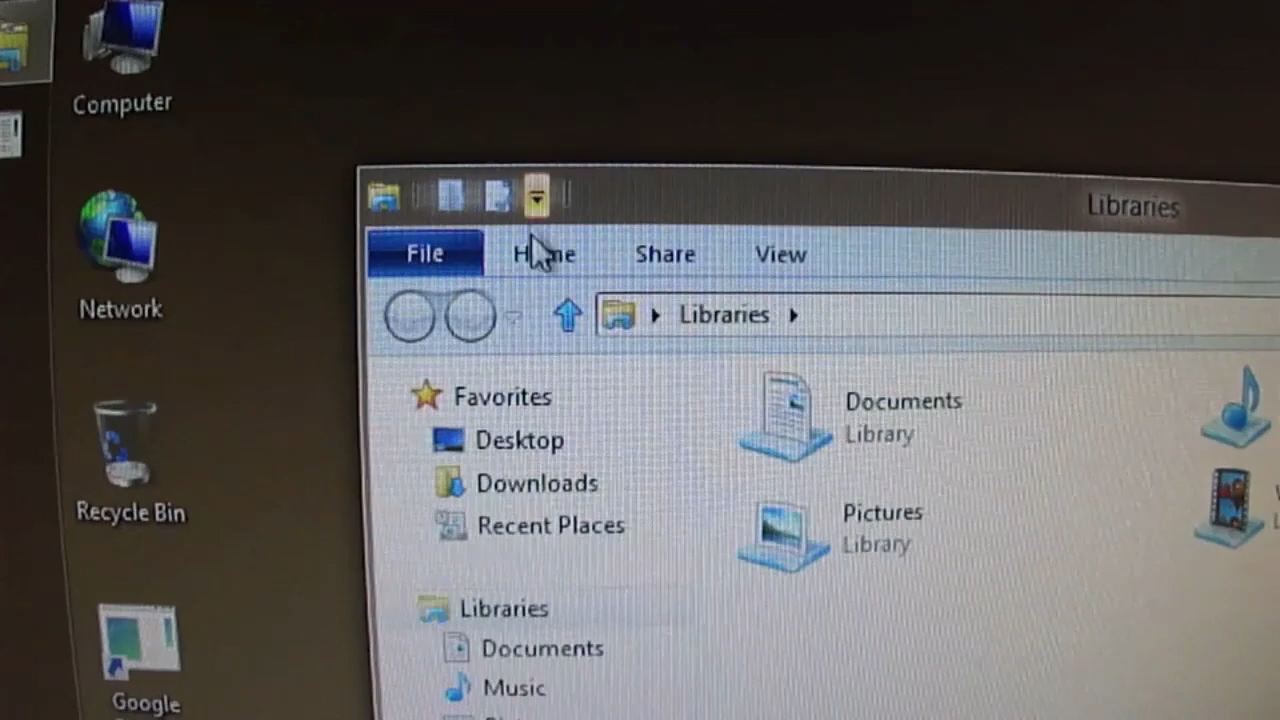 Computer
Network
Recycle Bin
Google
Libraries
File Home Share View
Libraries
Favorites
Desktop
Downloads
Recent Places
Libraries
Documents
Music
Documents
Library
Pictures
Library